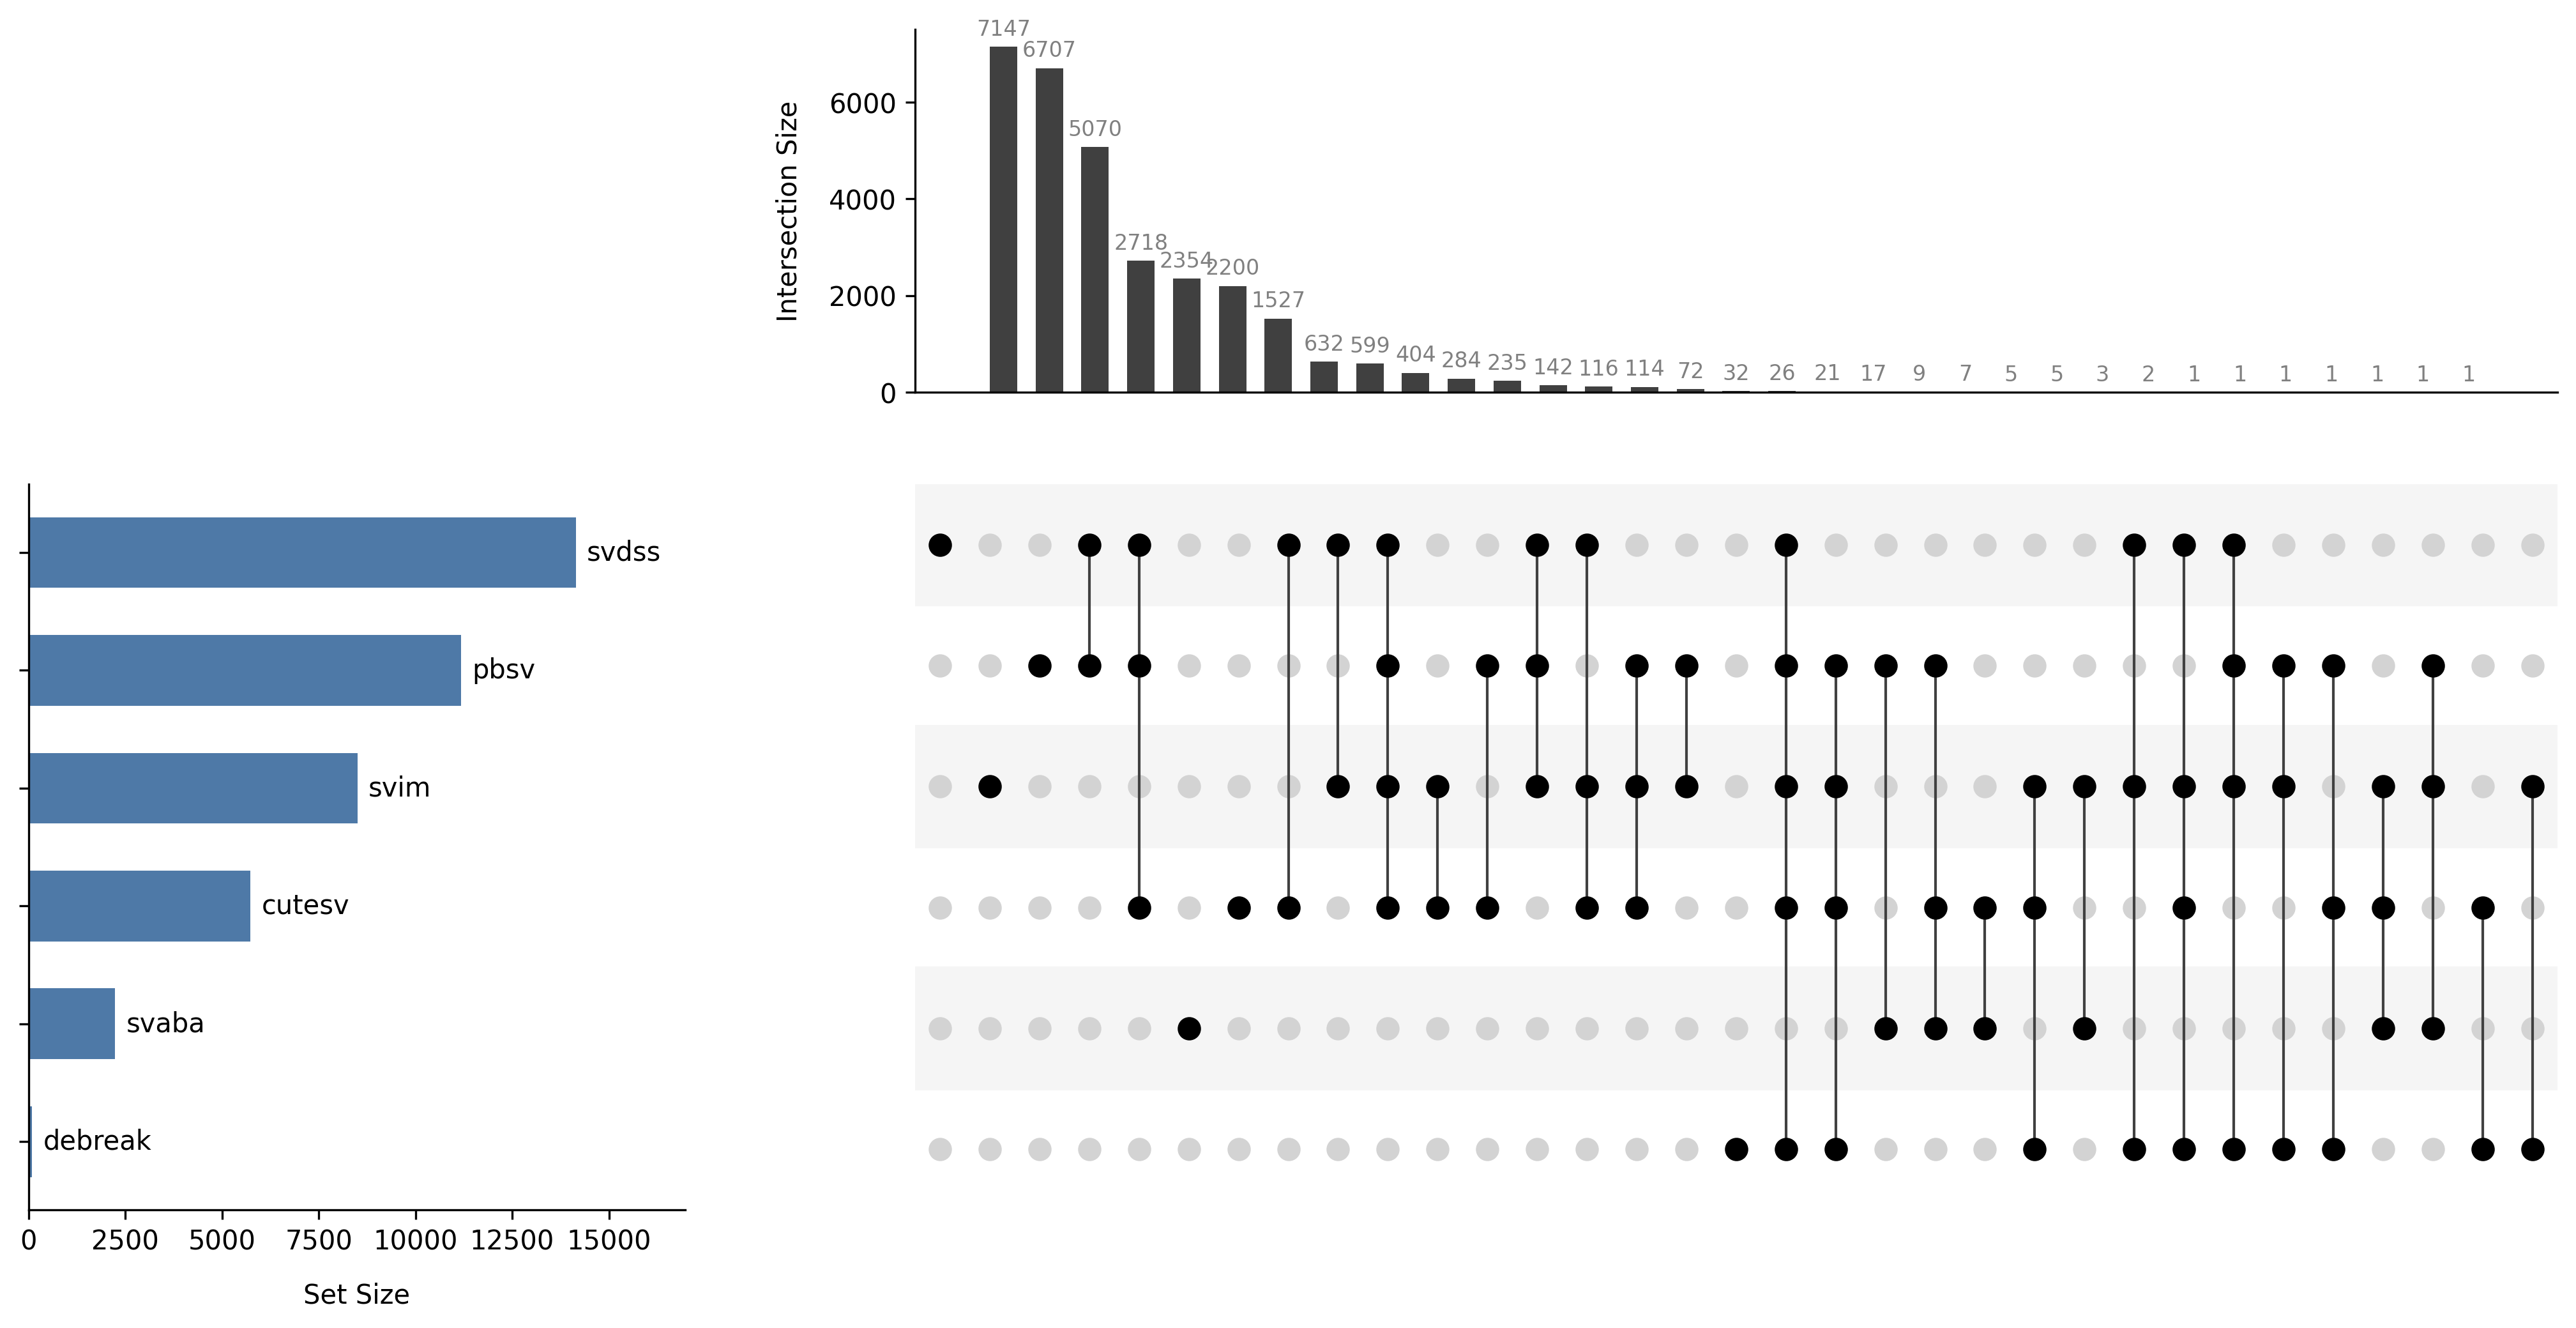 7147
6707
6000
5070
4000
Intersection Size
2718
2354
2200
2000
1527
632 599 404 284 235 142 116 114 72 32 26 21 17 9 7 5 5 3 2 1 1 1 1 1 1 1
0
svdss
pbsv
svim
cutesv
svaba
debreak
0 2500 5000 7500 10000 12500 15000
Set Size